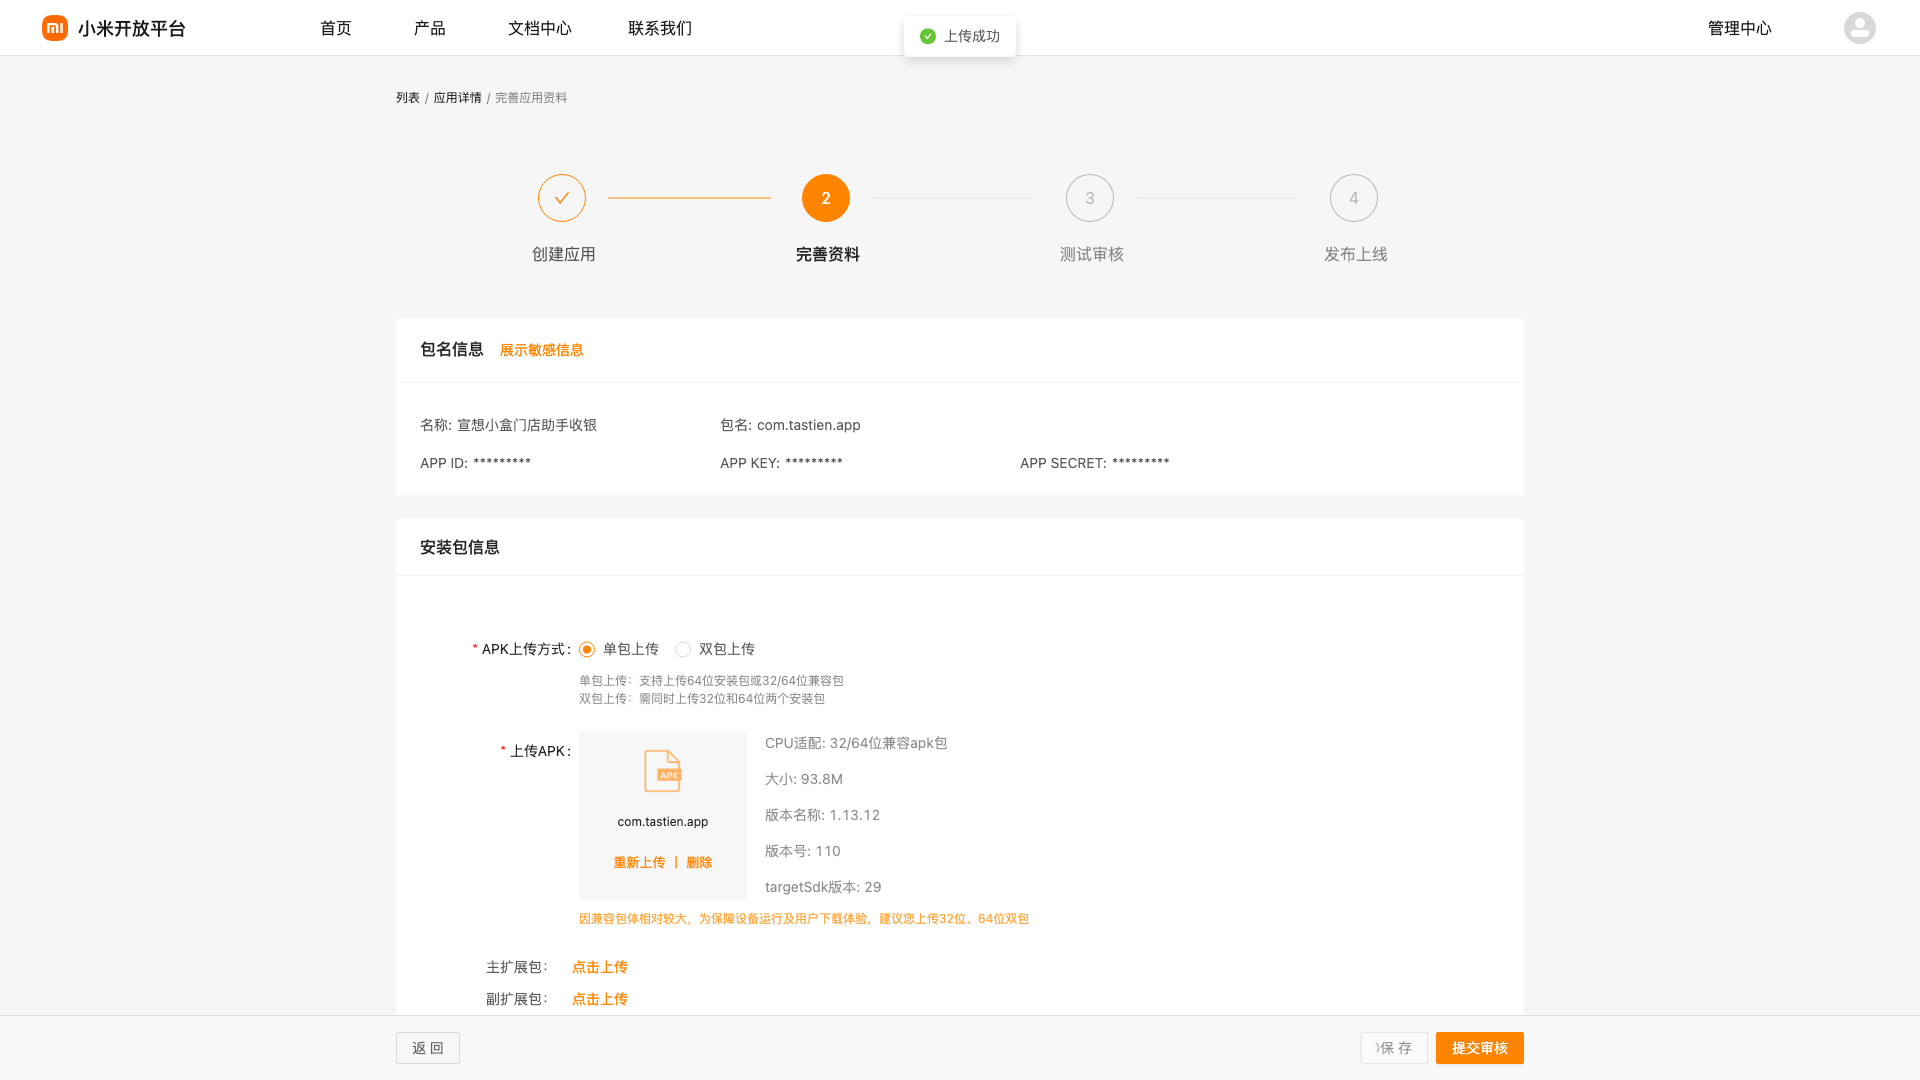 小米开放平台 首页 产品 文档中心 联系我们 上传成功 管理中心
列表 / 应用详情 / 完善应用资料
2 3 4
创建应用 完善资料 测试审核 发布上线
包名信息 展示敏感信息
名称: 宣想小盒门店助手收银 包名: com.tastien.app
APP ID: ********* APP KEY: ********* APP SECRET: *********
安装包信息
* APK上传方式: 单包上传 双包上传
单包上传：支持上传64位安装包或32/64位兼容包
双包上传：需同时上传32位和64位两个安装包
* 上传APK: APK com.tastien.app 重新上传 | 删除
CPU适配: 32/64位兼容apk包
大小: 93.8M
版本名称: 1.13.12
版本号: 110
targetSdk版本: 29
因兼容包体相对较大，为保障设备运行及用户下载体验，建议您上传32位、64位双包
主扩展包： 点击上传
副扩展包： 点击上传
返 回 保 存 提交审核